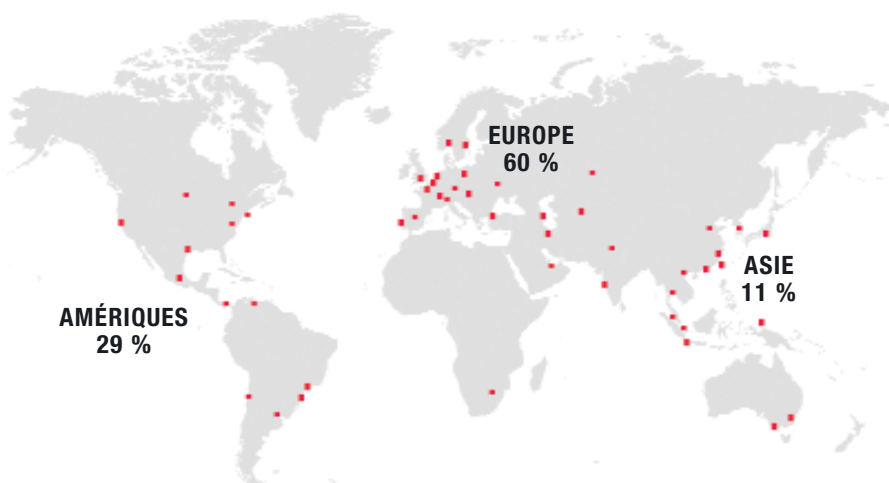 EUROPE
60 %
ASIE
11 %
AMÉRIQUES
29 %